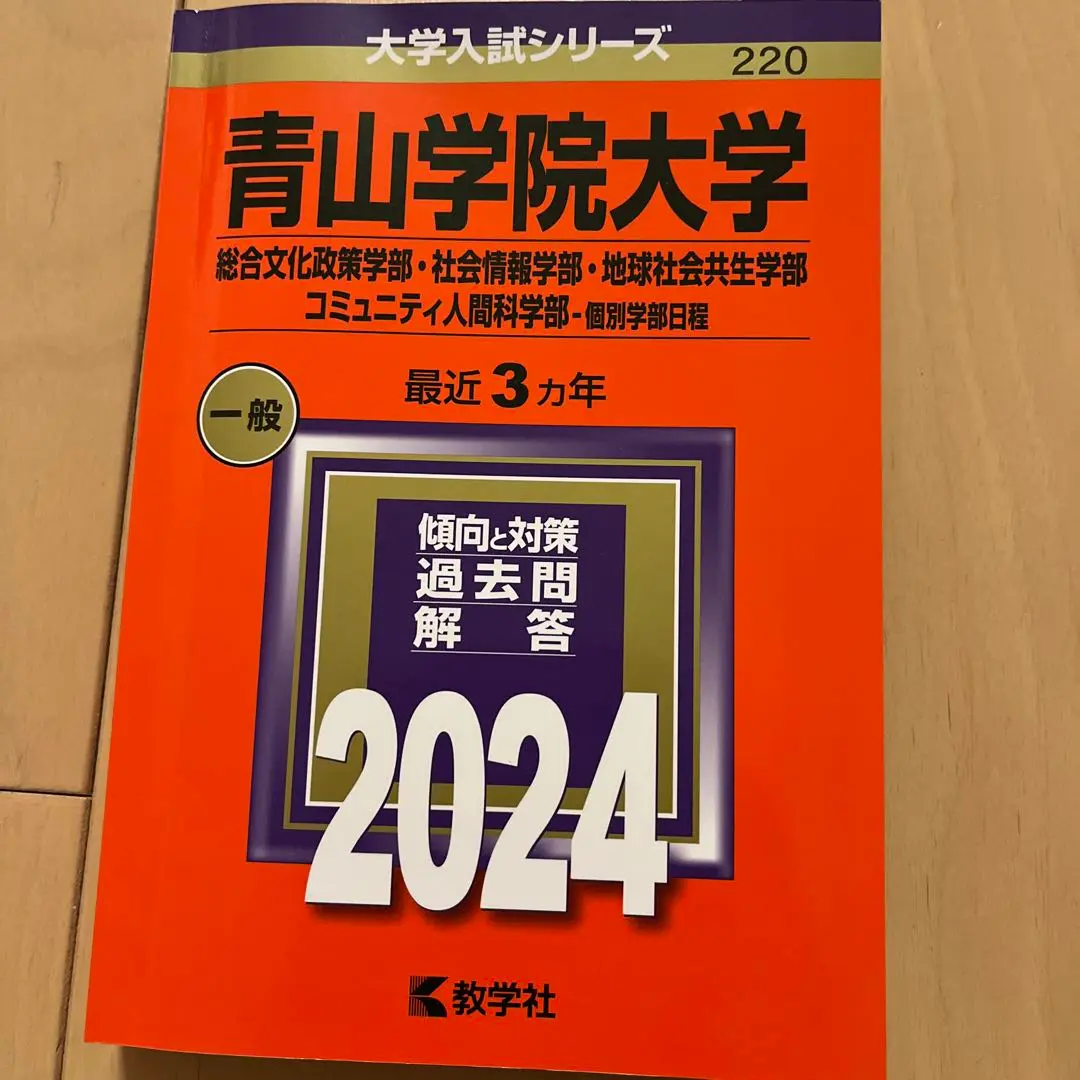 大学入試シリーズ
220
青山学院大学
総合文化政策学部・社会情報学部・地球社会共生学部
コミュニティ人間科学部-個別学部日程
最近3カ年
一般
傾向と対策
過去問
解答
2024
教学社